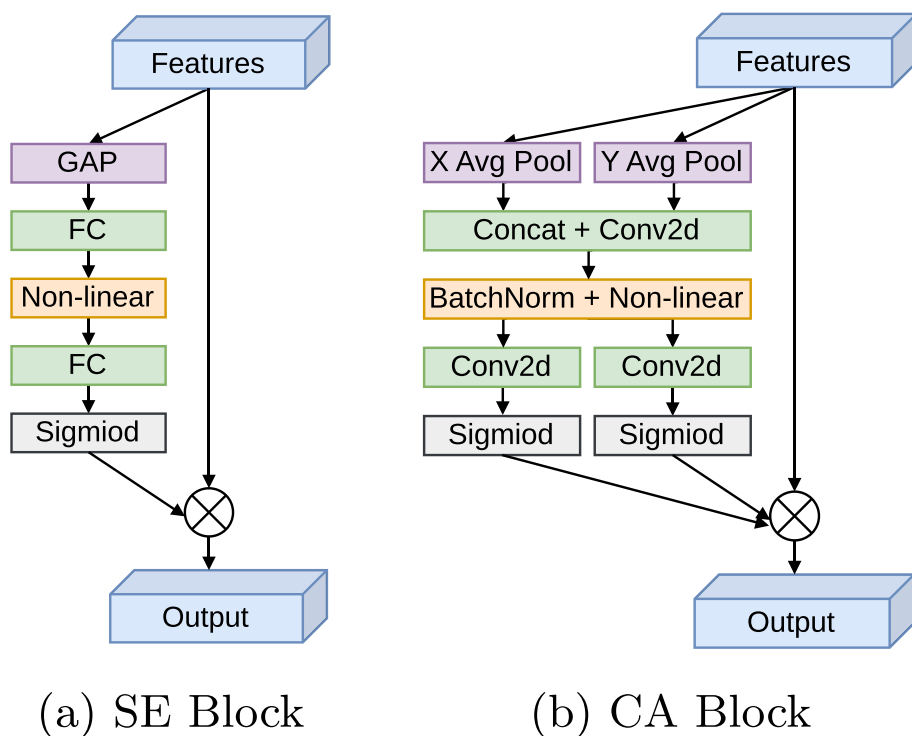 Features
GAP
FC
Non-linear
FC
Sigmiod
Output
(a) SE Block
Features
X Avg Pool
Y Avg Pool
Concat + Conv2d
BatchNorm + Non-linear
Conv2d
Conv2d
Sigmiod
Sigmiod
Output
(b) CA Block